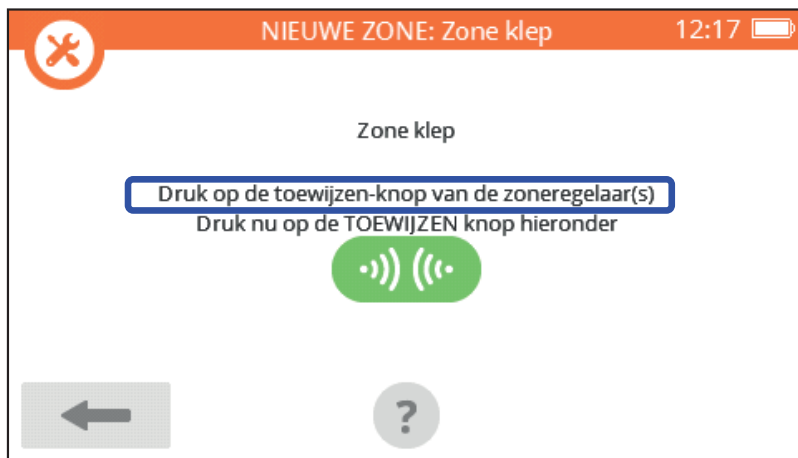 NIEUWE ZONE: Zone klep 12:17
Zone klep
Druk op de toewijzen-knop van de zoneregelaar(s)
Druk nu op de TOEWIJZEN knop hieronder
?